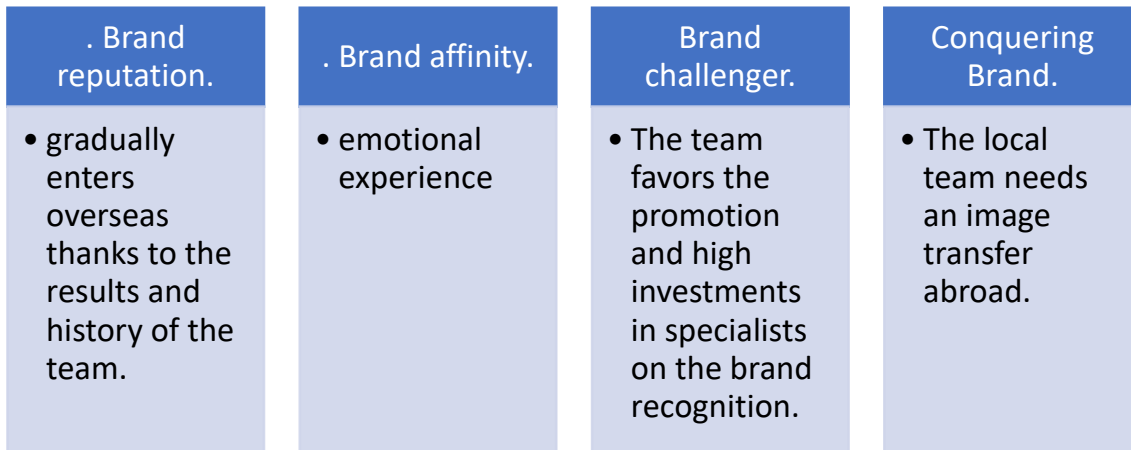 . Brand
reputation.
• gradually
enters
overseas
thanks to the
results and
history of the
team.
. Brand affinity.
• emotional
experience
Brand
challenger.
• The team
favors the
promotion
and high
investments
in specialists
on the brand
recognition.
Conquering
Brand.
• The local
team needs
an image
transfer
abroad.